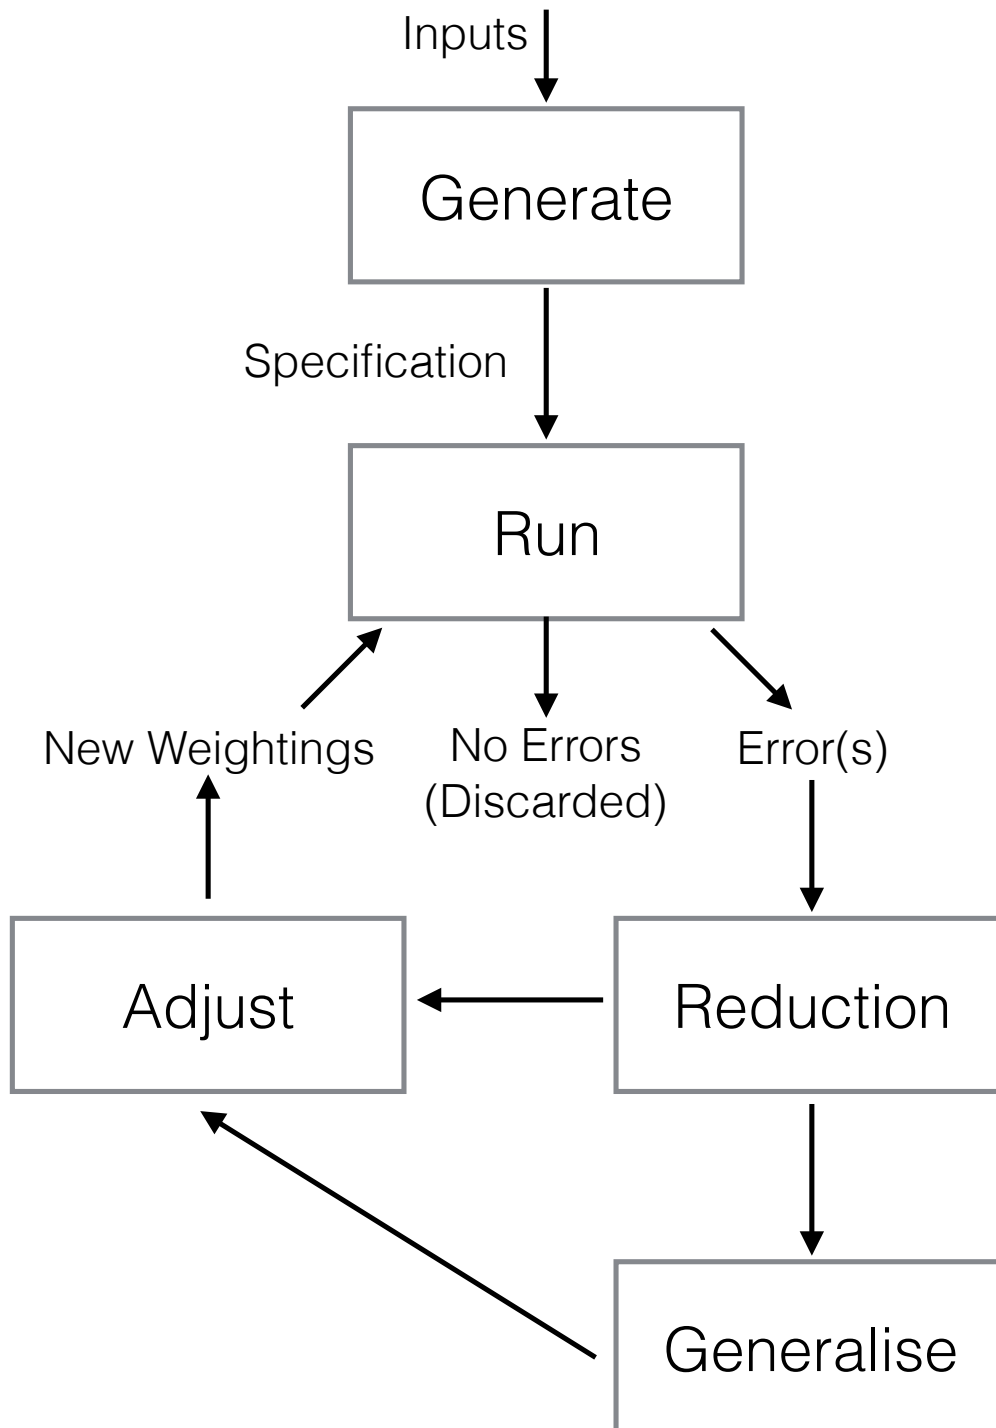 Inputs
Generate
Specification
Run
New Weightings
No Errors
(Discarded)
Error(s)
Adjust
Reduction
Generalise